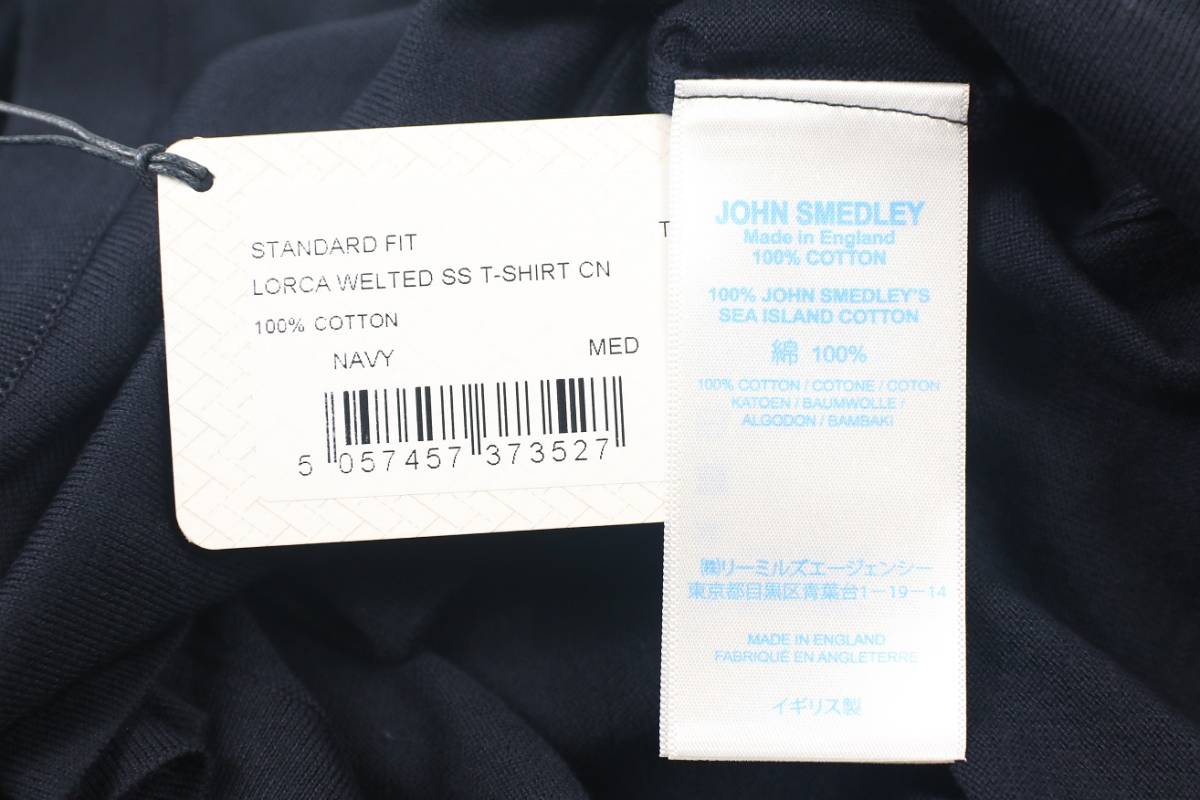 STANDARD FIT
T
LORCA WELTED SS T-SHIRT CN
100% COTTON
NAVY MED
5 057457 373527
JOHN SMEDLEY
Made in England
100% COTTON
100% JOHN SMEDLEY'S
SEA ISLAND COTTON
綿 100%
100% COTTON / COTONE / COTON
KATOEN / BAUMWOLLE /
ALGODON / BAMBAKI
㈱リーミルズエージェンシー
東京都目黒区青葉台1-19-14
MADE IN ENGLAND
FABRIQUÉ EN ANGLETERRE
イギリス製